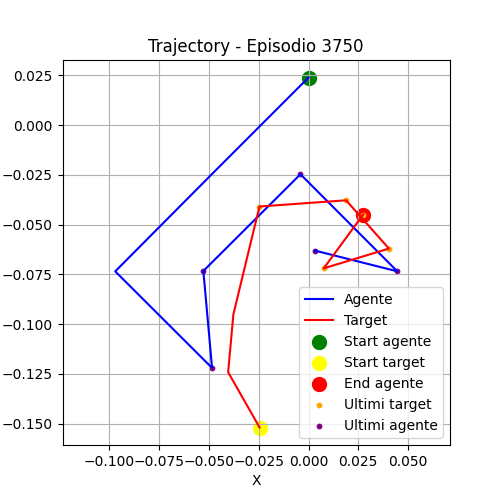 Trajectory - Episodio 3750
0.025
0.000
−0.025
−0.050
−0.075
−0.100
−0.125
−0.150
Agente
Target
Start agente
Start target
End agente
Ultimi target
Ultimi agente
−0.100 −0.075 −0.050 −0.025 0.000 0.025 0.050
X